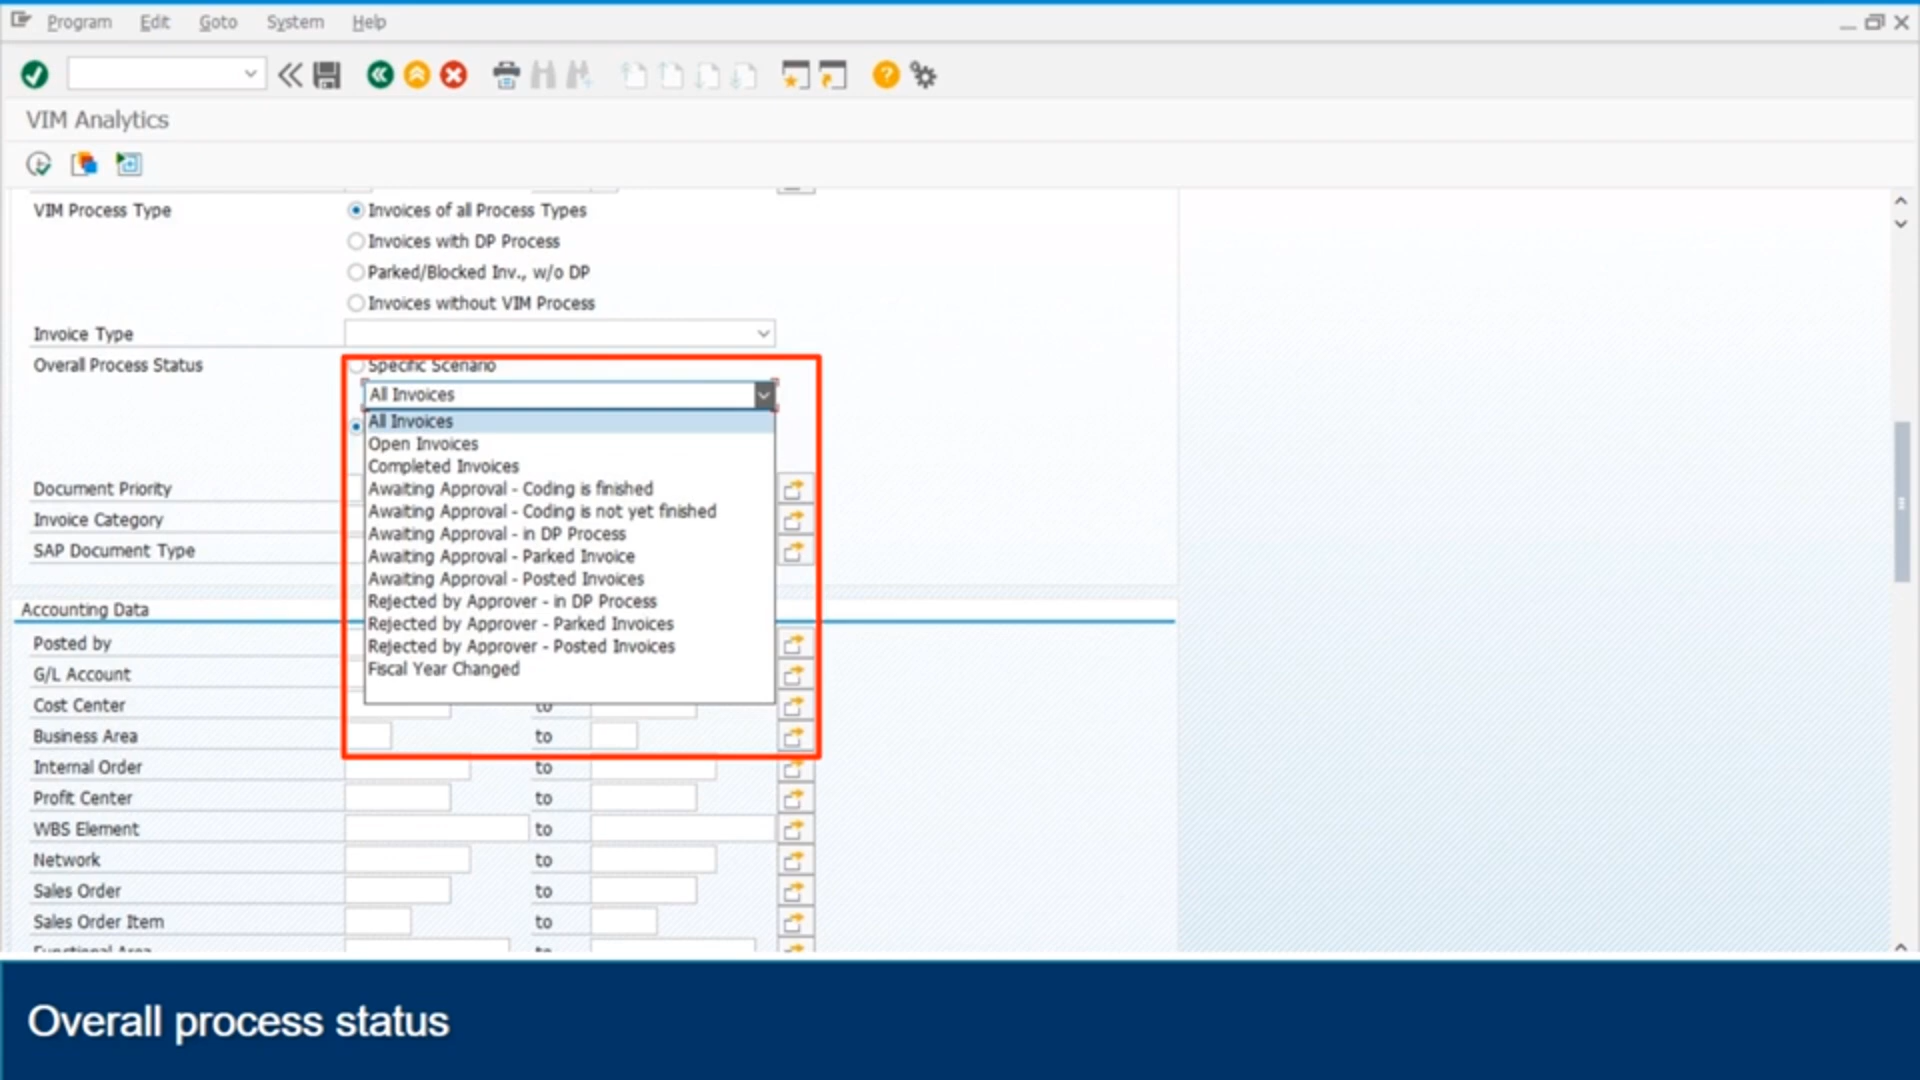 Program Edit Goto System Help
VIM Analytics
VIM Process Type
Invoices of all Process Types
Invoices with DP Process
Parked/Blocked Inv., w/o DP
Invoices without VIM Process
Invoice Type
Overall Process Status
Specific Scenario
All Invoices
All Invoices
Open Invoices
Completed Invoices
Awaiting Approval - Coding is finished
Awaiting Approval - Coding is not yet finished
Awaiting Approval - in DP Process
Awaiting Approval - Parked Invoice
Awaiting Approval - Posted Invoices
Rejected by Approver - in DP Process
Rejected by Approver - Parked Invoices
Rejected by Approver - Posted Invoices
Fiscal Year Changed
Document Priority
Invoice Category
SAP Document Type
Accounting Data
Posted by
G/L Account
Cost Center to
Business Area to
Internal Order to
Profit Center to
WBS Element to
Network to
Sales Order to
Sales Order Item to
Functional Area to
Overall process status